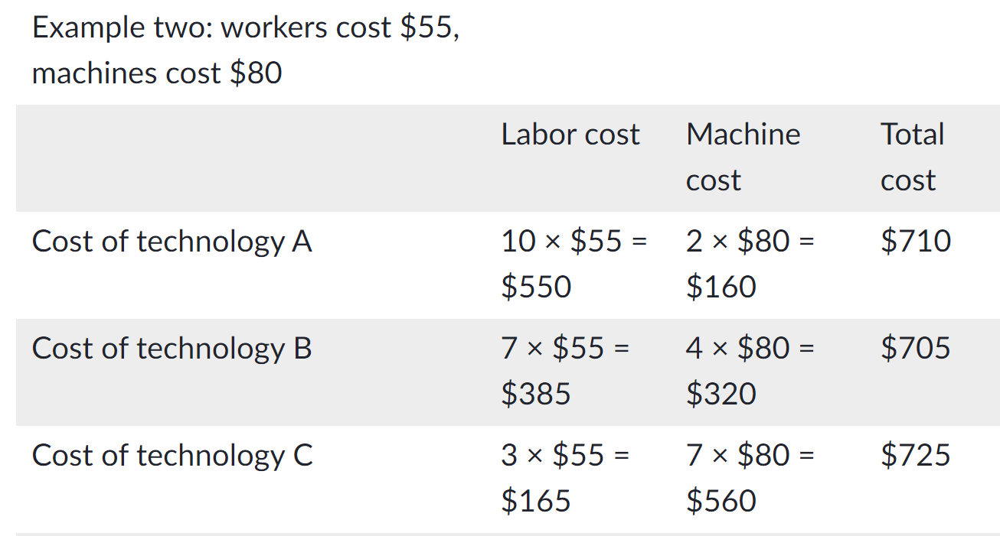 Example two: workers cost $55,
machines cost $80
Labor cost Machine Total
cost cost
Cost of technology A 10 × $55 = 2 × $80 = $710
$550 $160
Cost of technology B 7 × $55 = 4 × $80 = $705
$385 $320
Cost of technology C 3 × $55 = 7 × $80 = $725
$165 $560